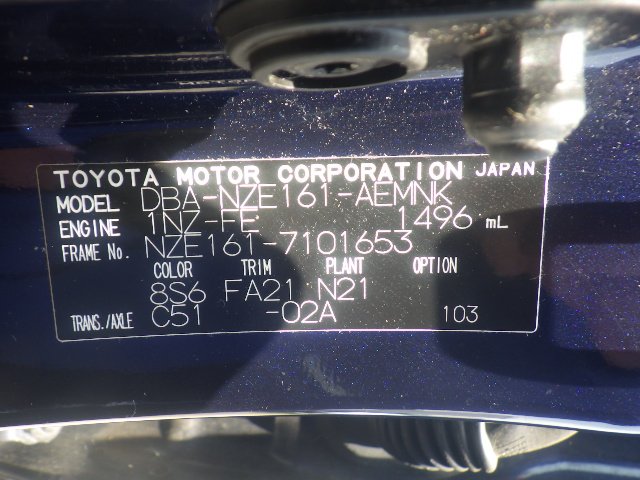 TOYOTA MOTOR CORPORATION JAPAN
MODEL DBA-NZE161-AEMNK
ENGINE 1NZ-FE 1496 mL
FRAME No. NZE161-7101653
COLOR TRIM PLANT OPTION
8S6 FA21 N21
TRANS./AXLE C51 -02A 103